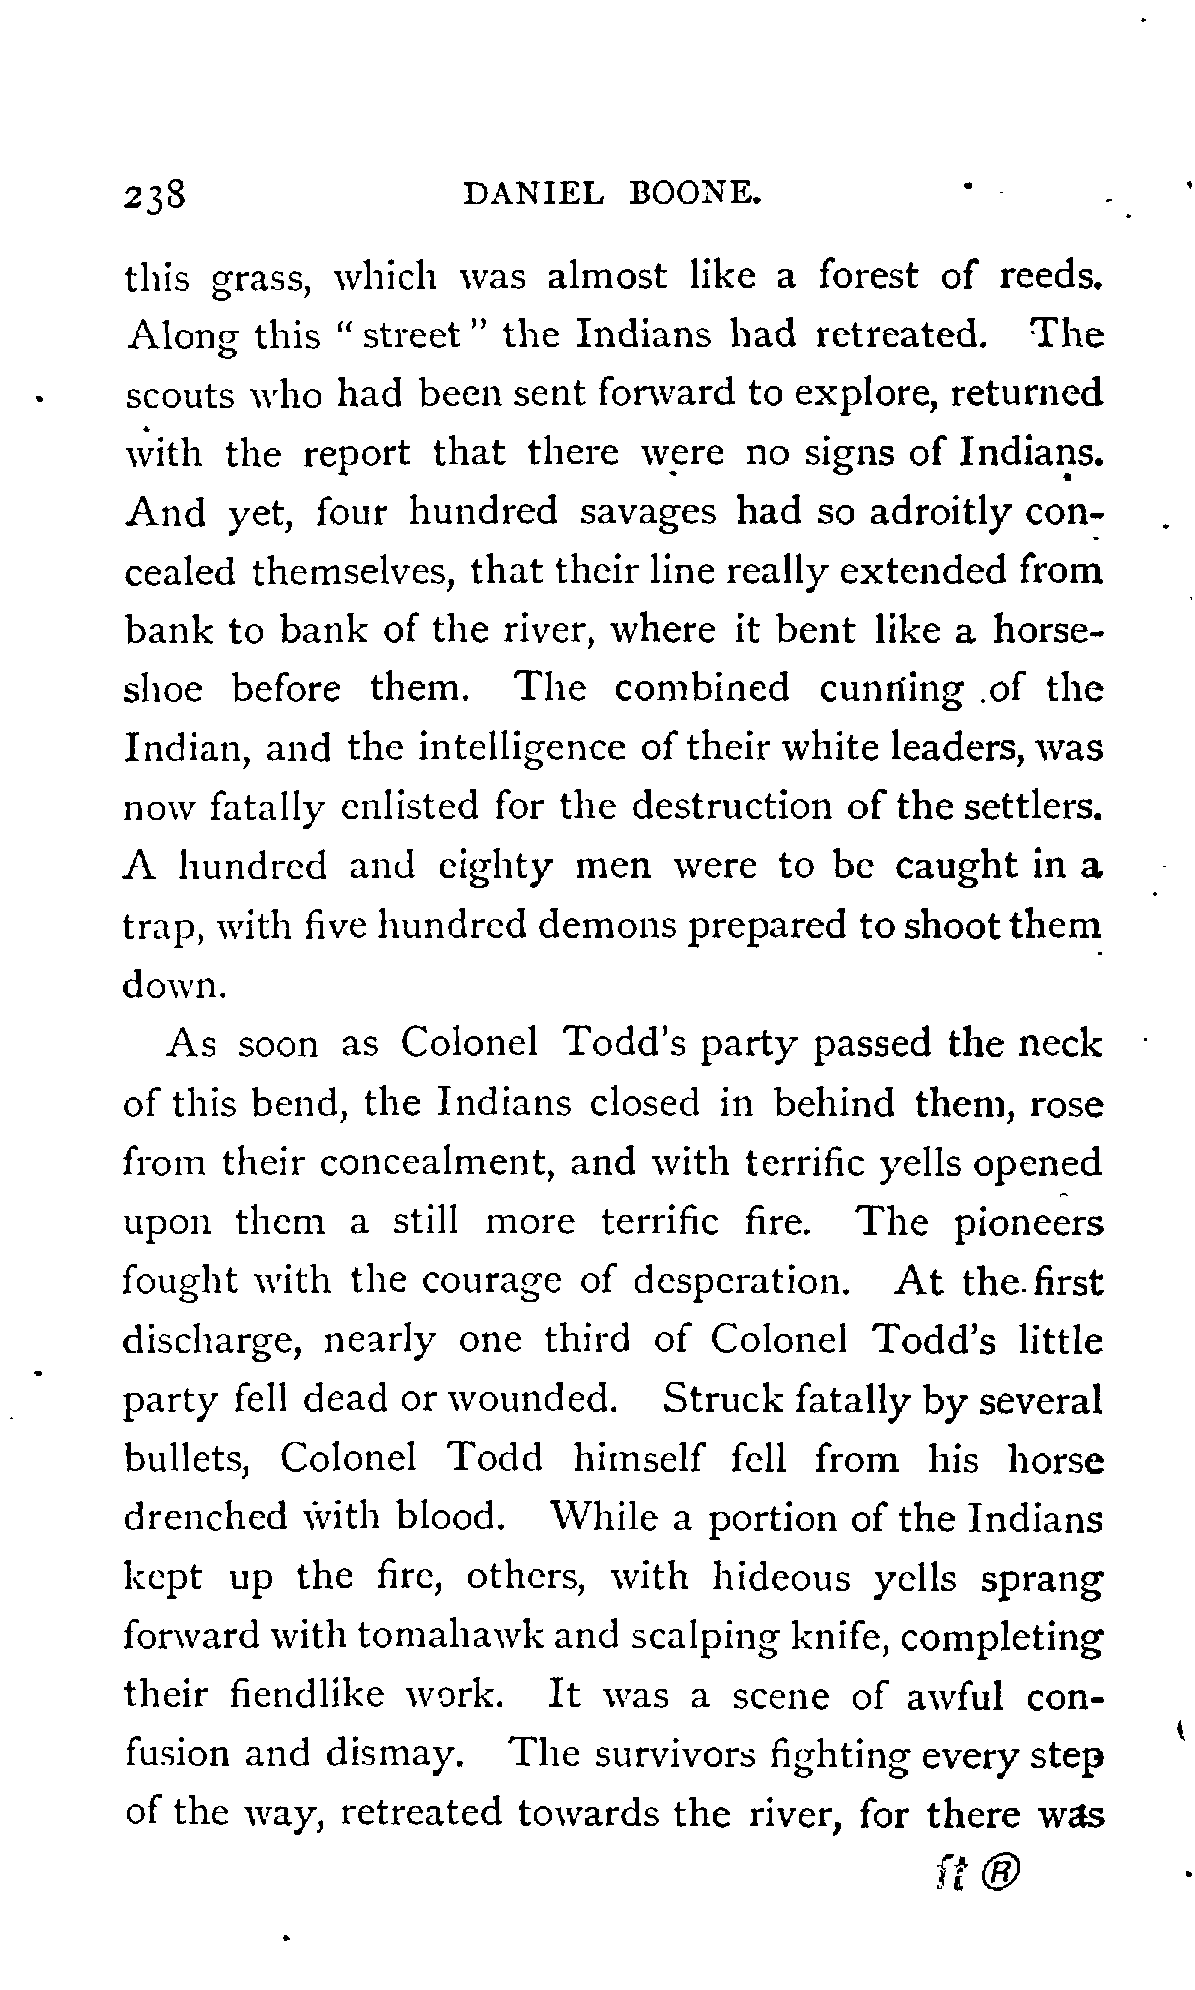 238 DANIEL BOONE.
this grass, which was almost like a forest of reeds.
Along this " street " the Indians had retreated. The
scouts who had been sent forward to explore, returned
with the report that there were no signs of Indians.
And yet, four hundred savages had so adroitly con-
cealed themselves, that their line really extended from
bank to bank of the river, where it bent like a horse-
shoe before them. The combined cunning of the
Indian, and the intelligence of their white leaders, was
now fatally enlisted for the destruction of the settlers.
A hundred and eighty men were to be caught in a
trap, with five hundred demons prepared to shoot them
down.
As soon as Colonel Todd's party passed the neck
of this bend, the Indians closed in behind them, rose
from their concealment, and with terrific yells opened
upon them a still more terrific fire. The pioneers
fought with the courage of desperation. At the first
discharge, nearly one third of Colonel Todd's little
party fell dead or wounded. Struck fatally by several
bullets, Colonel Todd himself fell from his horse
drenched with blood. While a portion of the Indians
kept up the fire, others, with hideous yells sprang
forward with tomahawk and scalping knife, completing
their fiendlike work. It was a scene of awful con-
fusion and dismay. The survivors fighting every step
of the way, retreated towards the river, for there was